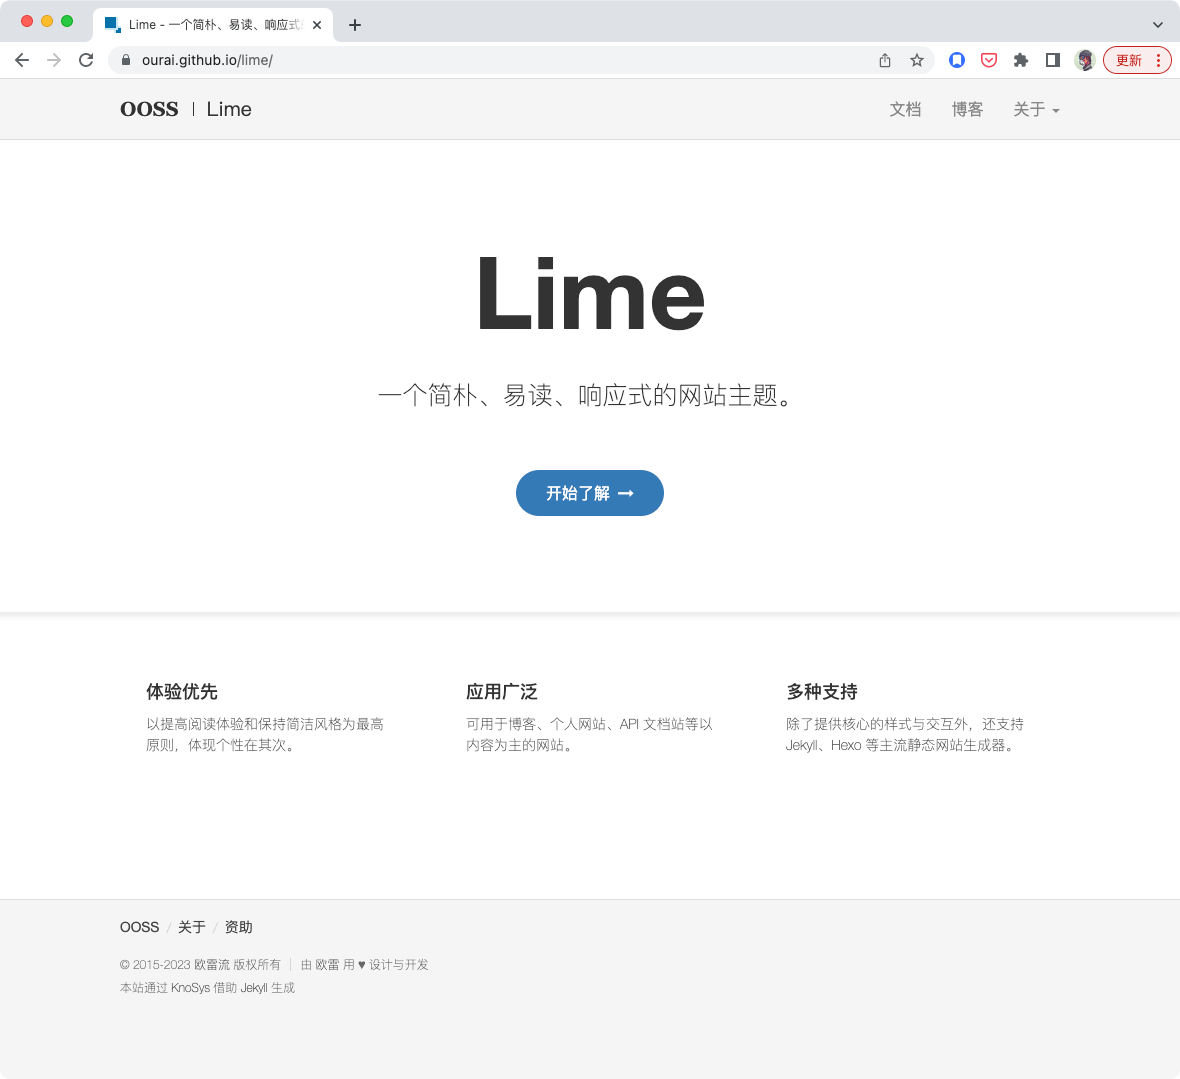 Lime - 一个简朴、易读、响应式
ourai.github.io/lime/
更新
OOSS | Lime
文档 博客 关于
Lime
一个简朴、易读、响应式的网站主题。
开始了解 →
体验优先
以提高阅读体验和保持简洁风格为最高
原则，体现个性在其次。
应用广泛
可用于博客、个人网站、API 文档站等以
内容为主的网站。
多种支持
除了提供核心的样式与交互外，还支持
Jekyll、Hexo 等主流静态网站生成器。
OOSS / 关于 / 资助
© 2015-2023 欧雷流 版权所有 | 由 欧雷 用 ♥ 设计与开发
本站通过 KnoSys 借助 Jekyll 生成